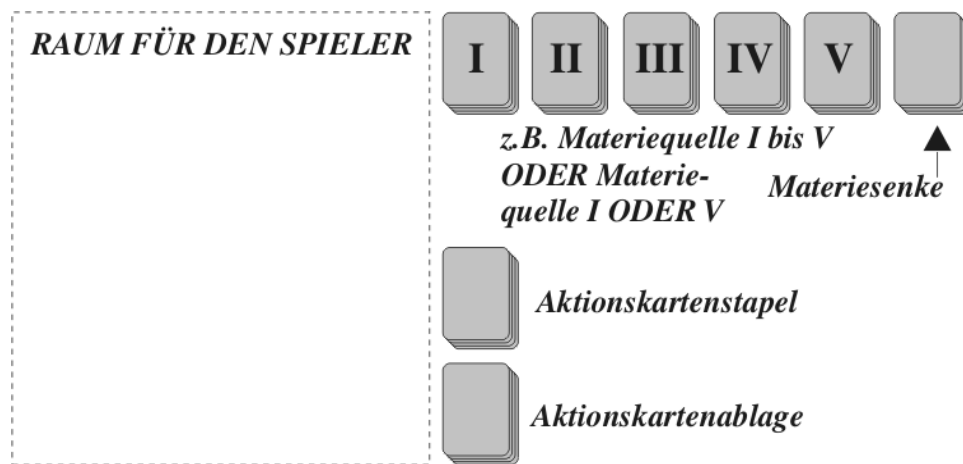 RAUM FÜR DEN SPIELER
I II III IV V
z.B. Materiequelle I bis V
ODER Materie-
quelle I ODER V
Materiesenke
Aktionskartenstapel
Aktionskartenablage